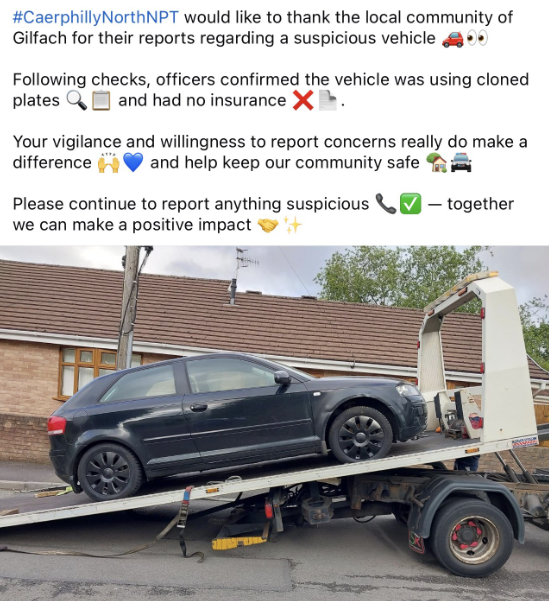 #CaerphillyNorthNPT would like to thank the local community of
Gilfach for their reports regarding a suspicious vehicle 🚗👀
Following checks, officers confirmed the vehicle was using cloned
plates 🔍📋 and had no insurance ❌📄.
Your vigilance and willingness to report concerns really do make a
difference 🙌💙 and help keep our community safe 🏡🚔
Please continue to report anything suspicious 📞✅ — together
we can make a positive impact 🤝✨